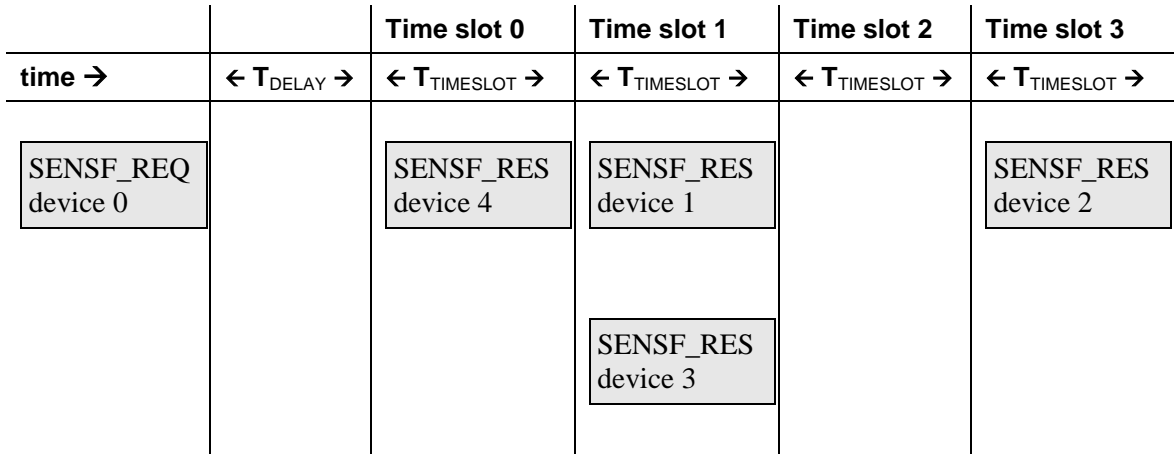 Time slot 0 Time slot 1 Time slot 2 Time slot 3
time → ← TDELAY → ← TTIMESLOT → ← TTIMESLOT → ← TTIMESLOT → ← TTIMESLOT →
SENSF_REQ SENSF_RES SENSF_RES SENSF_RES
device 0 device 4 device 1 device 2
SENSF_RES
device 3